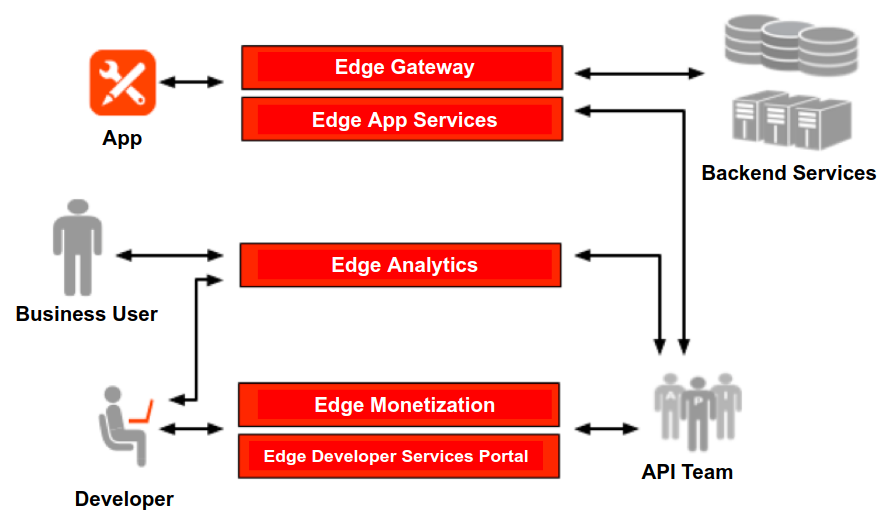 Edge Gateway
App
Edge App Services
Backend Services
Edge Analytics
Business User
Edge Monetization
Edge Developer Services Portal
API Team
Developer